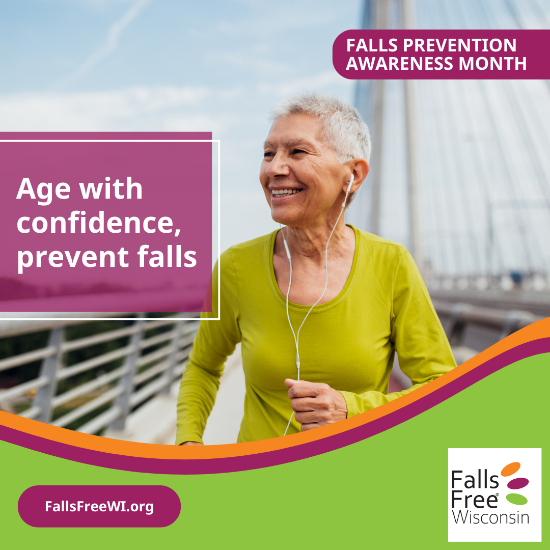 FALLS PREVENTION
AWARENESS MONTH
Age with
confidence,
prevent falls
FallsFreeWI.org
Falls
Free®
Wisconsin